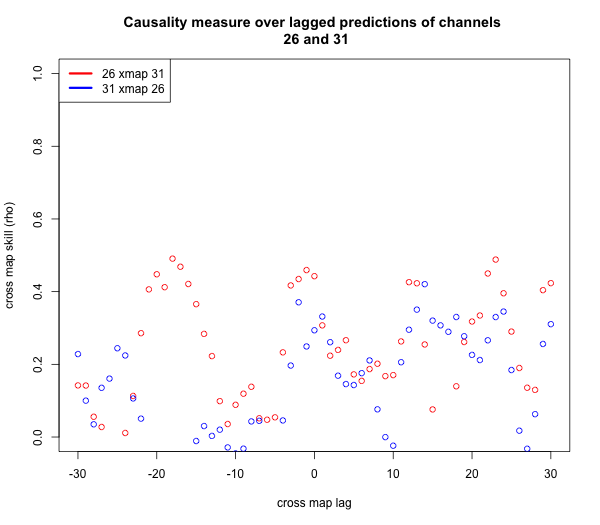 Causality measure over lagged predictions of channels
26 and 31
26 xmap 31
31 xmap 26
cross map skill (rho)
1.0
0.8
0.6
0.4
0.2
0.0
-30 -20 -10 0 10 20 30
cross map lag